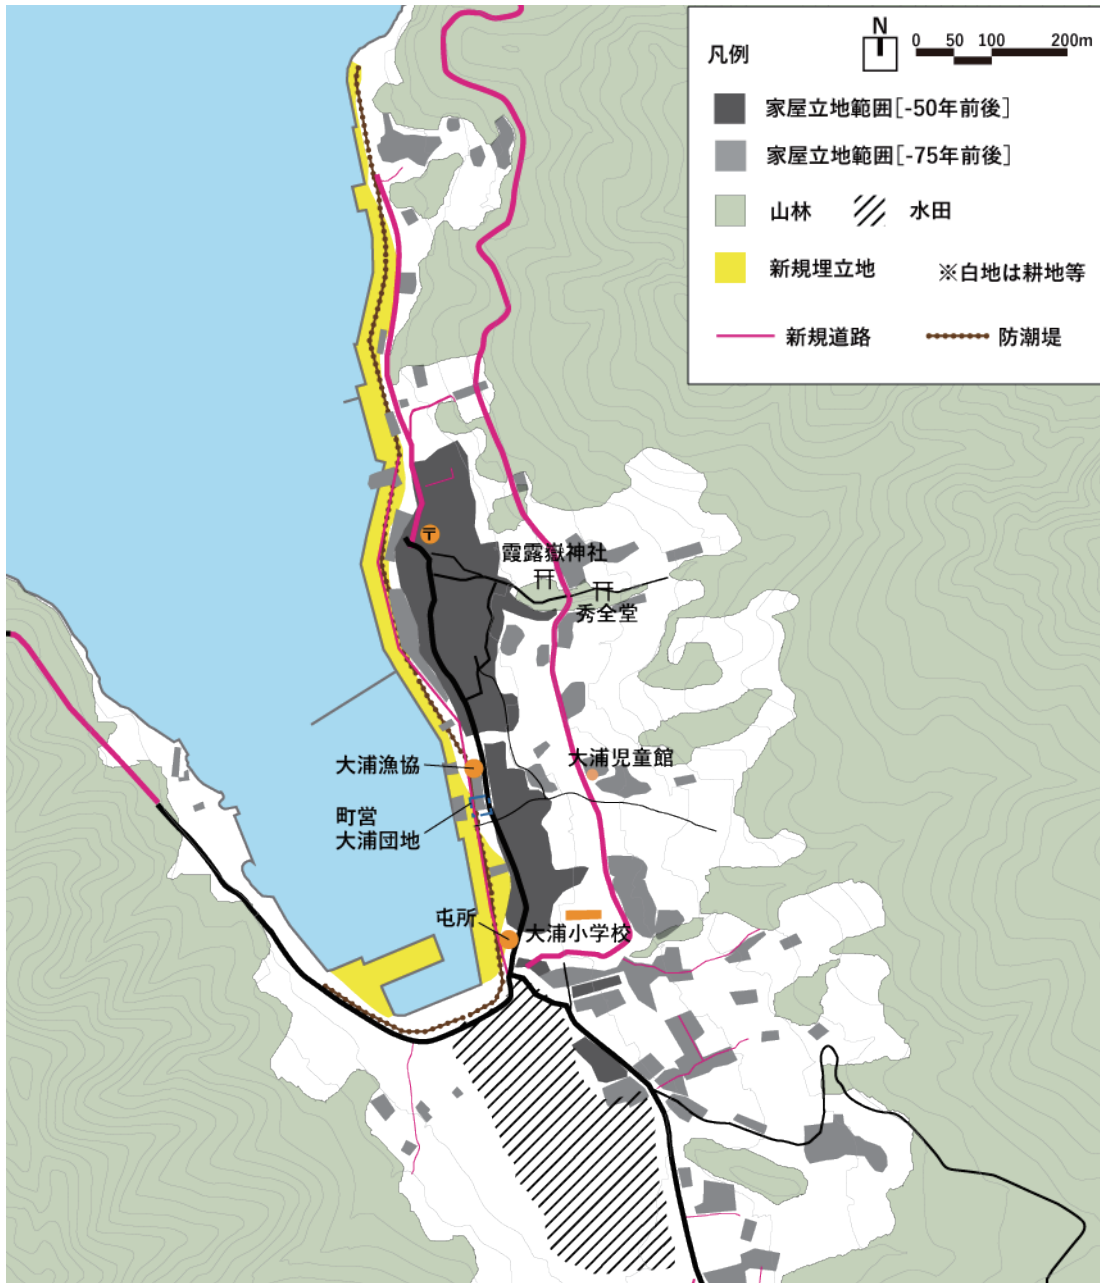 凡例
N
0 50 100 200m
家屋立地範囲[-50年前後]
家屋立地範囲[-75年前後]
山林 水田
新規埋立地 ※白地は耕地等
新規道路 防潮堤
〒
霞露嶽神社
秀全堂
大浦漁協
大浦児童館
町営
大浦団地
屯所
大浦小学校